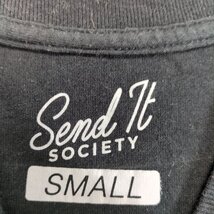 Send It
SOCIETY
SMALL